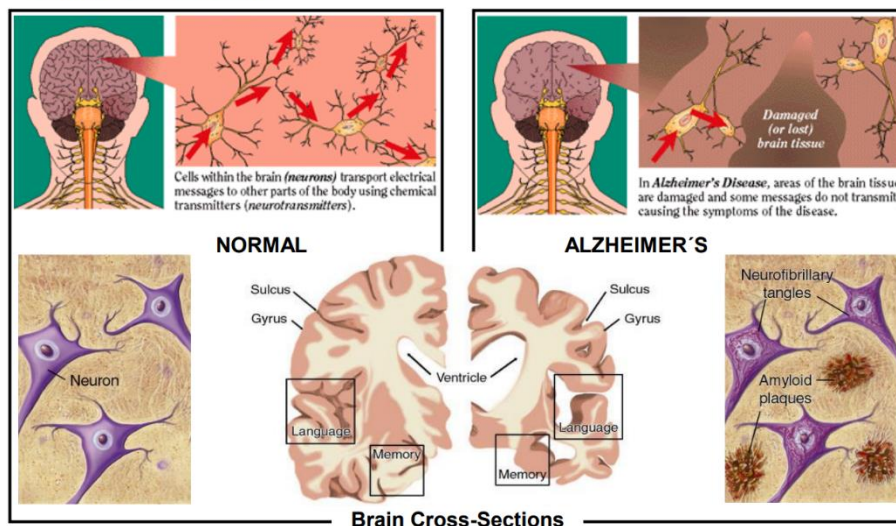 Cells within the brain (neurons) transport electrical
messages to other parts of the body using chemical
transmitters (neurotransmitters).
Damaged
(or lost)
brain tissue
In Alzheimer's Disease, areas of the brain tissue
are damaged and some messages do not transmit,
causing the symptoms of the disease.
NORMAL
ALZHEIMER´S
Neuron
Sulcus
Gyrus
Language
Memory
Ventricle
Sulcus
Gyrus
Language
Memory
Neurofibrillary
tangles
Amyloid
plaques
Brain Cross-Sections